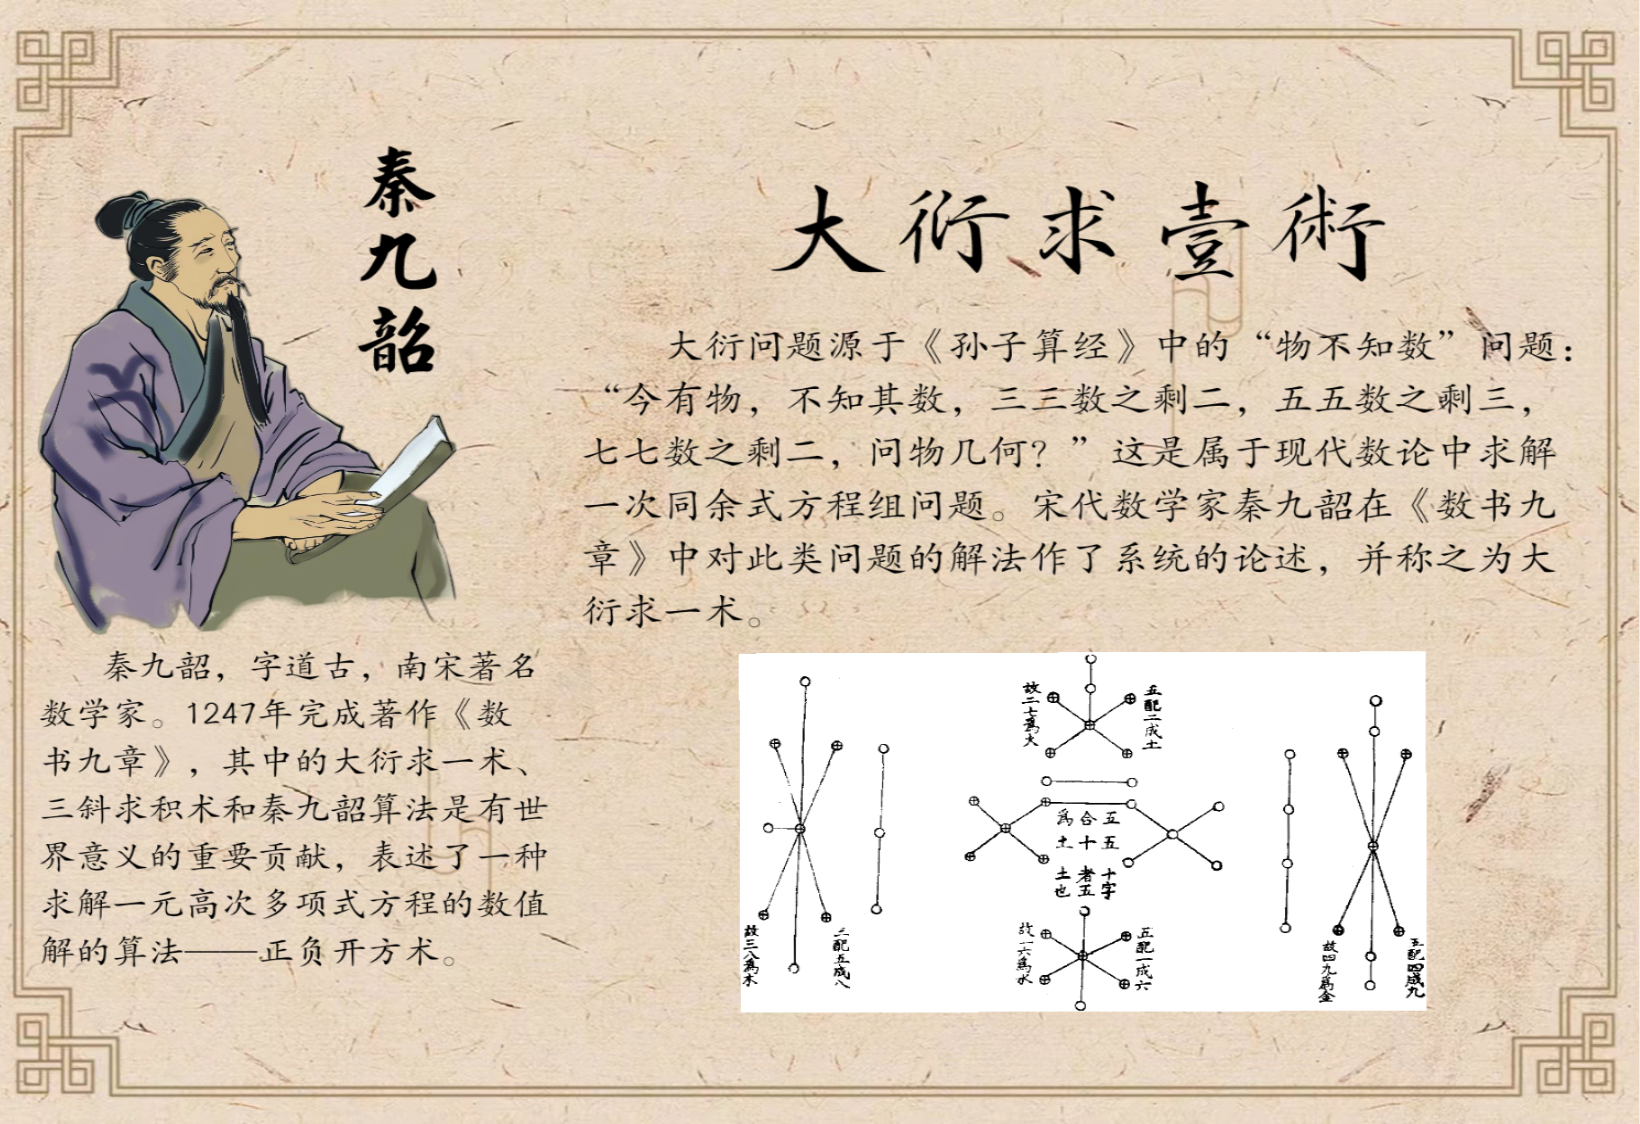 秦九韶
大衍求壹術
大衍问题源于《孙子算经》中的“物不知数”问题：
“今有物，不知其数，三三数之剩二，五五数之剩三，
七七数之剩二，问物几何？”这是属于现代数论中求解
一次同余式方程组问题。宋代数学家秦九韶在《数书九
章》中对此类问题的解法作了系统的论述，并称之为大
衍求一术。
秦九韶，字道古，南宋著名
数学家。1247年完成著作《数
书九章》，其中的大衍求一术、
三斜求积术和秦九韶算法是有世
界意义的重要贡献，表述了一种
求解一元高次多项式方程的数值
解的算法——正负开方术。
五配二成土
故二七為火
五五十字
合十者五
為土土也
三配五成八
故三八為木
五配一成六
故一六為水
五配四成九
故四九為金